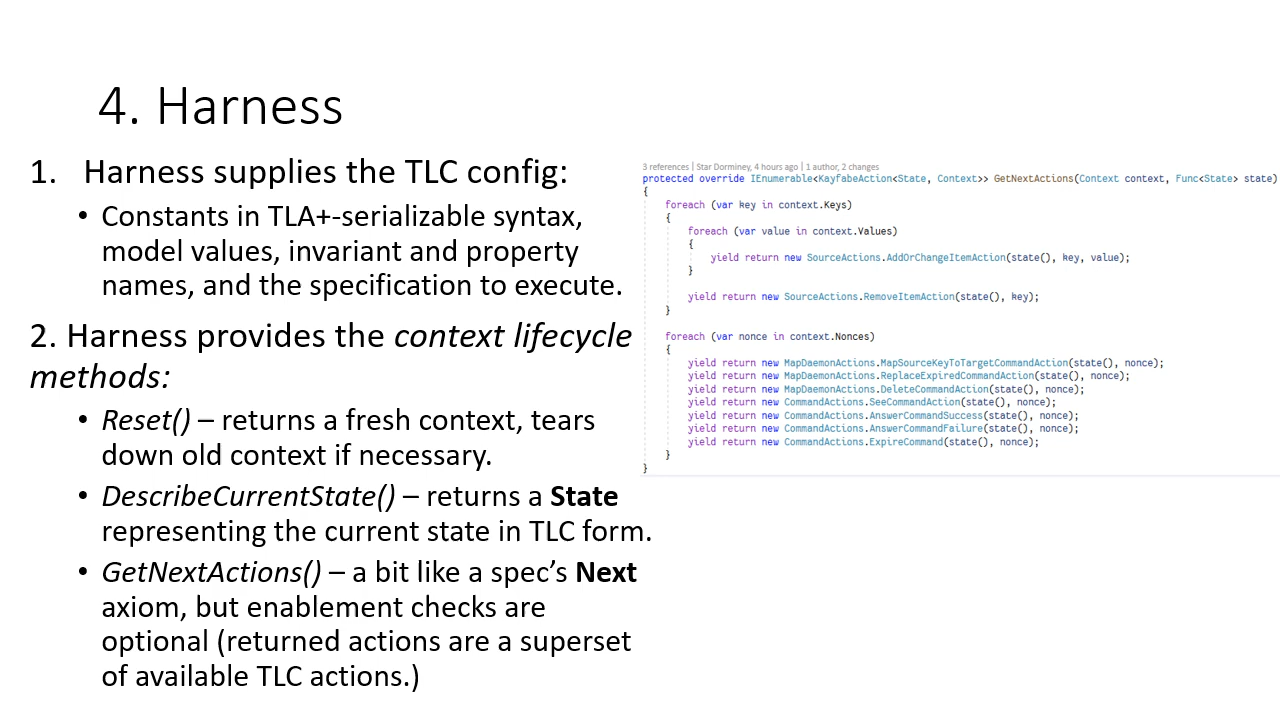 4. Harness
1. Harness supplies the TLC config:
• Constants in TLA+-serializable syntax,
model values, invariant and property
names, and the specification to execute.
2. Harness provides the context lifecycle
methods:
• Reset() – returns a fresh context, tears
down old context if necessary.
• DescribeCurrentState() – returns a State
representing the current state in TLC form.
• GetNextActions() – a bit like a spec’s Next
axiom, but enablement checks are
optional (returned actions are a superset
of available TLC actions.)
3 references | Star Dorminey, 4 hours ago | 1 author, 2 changes
protected override IEnumerable<KayfabeAction<State, Context>> GetNextActions(Context context, Func<State> state)
{
foreach (var key in context.Keys)
{
foreach (var value in context.Values)
{
yield return new SourceActions.AddOrChangeItemAction(state(), key, value);
}
yield return new SourceActions.RemoveItemAction(state(), key);
}
foreach (var nonce in context.Nonces)
{
yield return new MapDaemonActions.MapSourceKeyToTargetCommandAction(state(), nonce);
yield return new MapDaemonActions.ReplaceExpiredCommandAction(state(), nonce);
yield return new MapDaemonActions.DeleteCommandAction(state(), nonce);
yield return new CommandActions.SeeCommandAction(state(), nonce);
yield return new CommandActions.AnswerCommandSuccess(state(), nonce);
yield return new CommandActions.AnswerCommandFailure(state(), nonce);
yield return new CommandActions.ExpireCommand(state(), nonce);
}
}